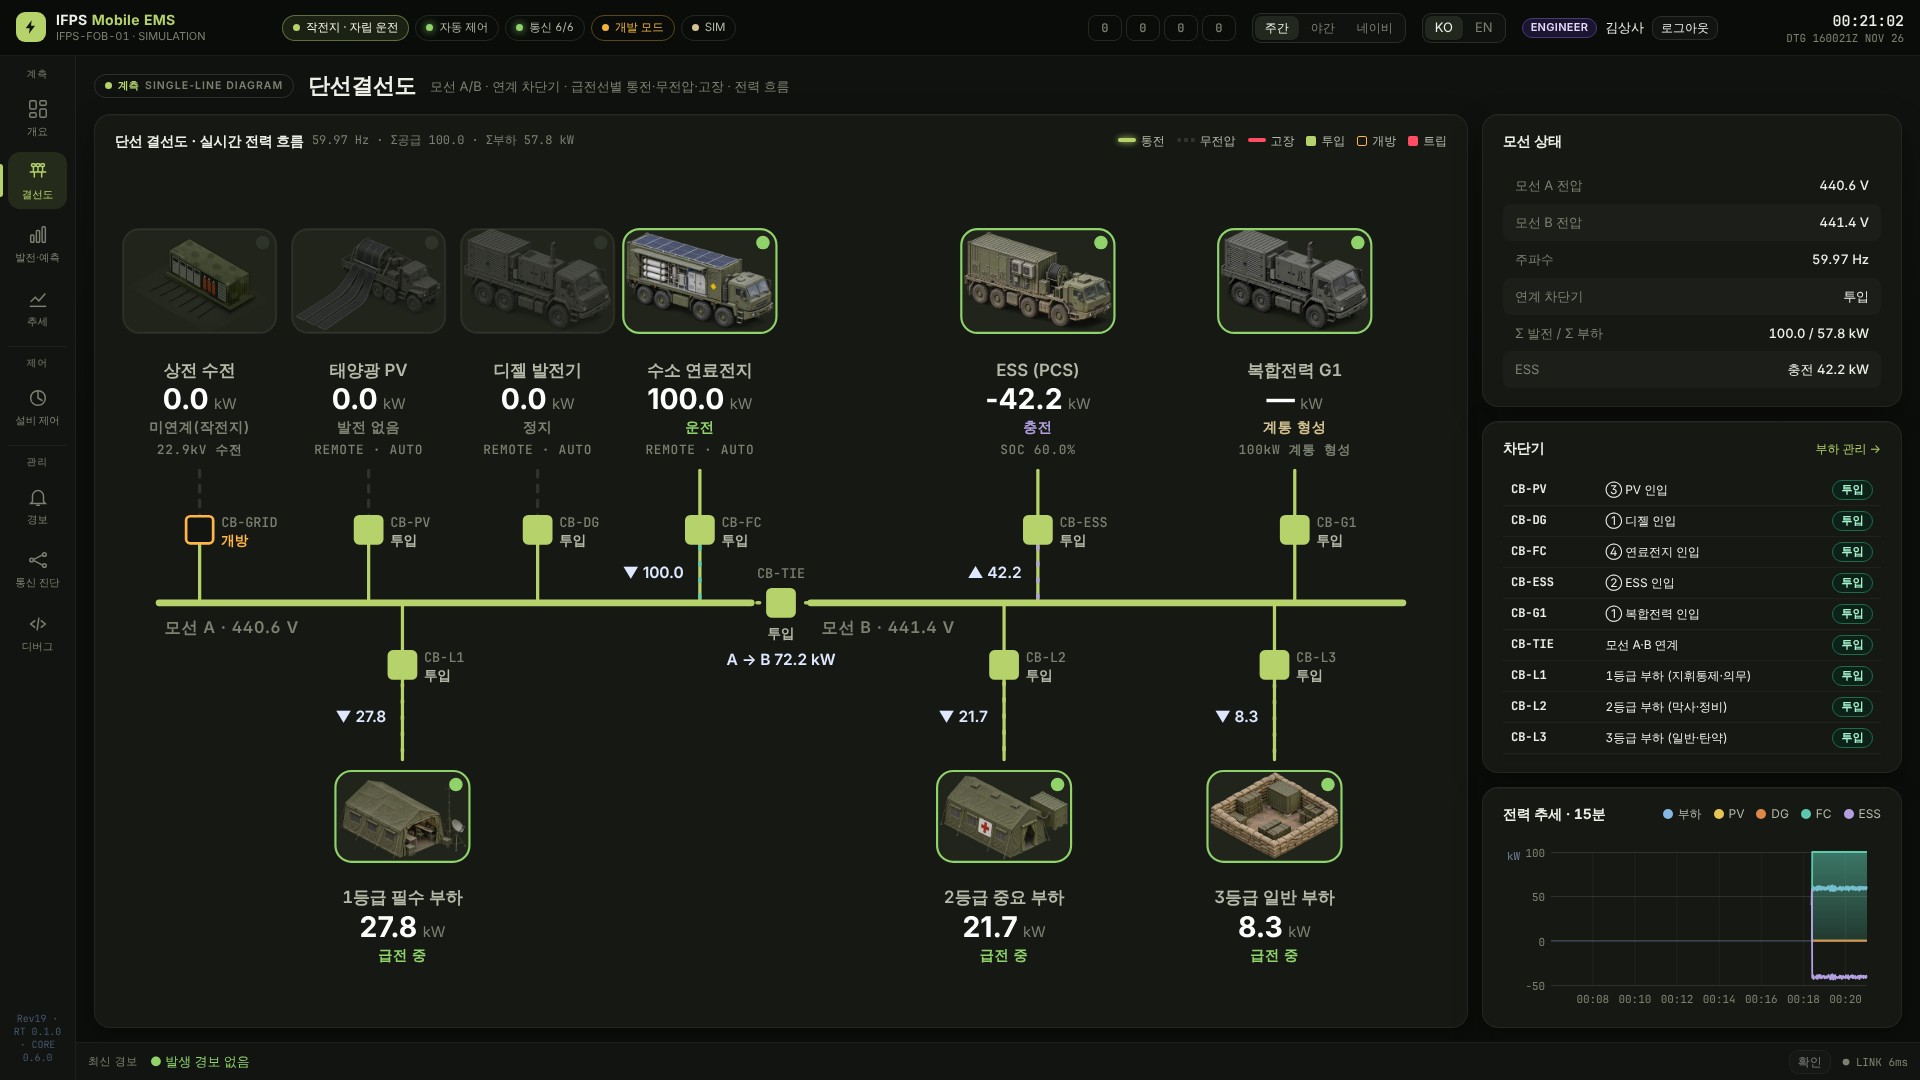 IFPS Mobile EMS
IFPS-FOB-01 · SIMULATION
작전지 · 자립 운전
자동 제어
통신 6/6
개발 모드
SIM
0 0 0 0
주간 야간 네이비
KO EN
ENGINEER 김상사 로그아웃
00:21:02
DTG 160021Z NOV 26
계측
개요
결선도
발전·예측
추세
제어
설비 제어
관리
경보
통신 진단
디버그
Rev19 ·
RT 0.1.0
· CORE
0.6.0
계측 SINGLE-LINE DIAGRAM
단선결선도
모선 A/B · 연계 차단기 · 급전선별 통전·무전압·고장 · 전력 흐름
단선 결선도 · 실시간 전력 흐름 59.97 Hz · Σ공급 100.0 · Σ부하 57.8 kW
통전 무전압 고장 투입 개방 트립
상전 수전
0.0 kW
미연계(작전지)
22.9kV 수전
태양광 PV
0.0 kW
발전 없음
REMOTE · AUTO
디젤 발전기
0.0 kW
정지
REMOTE · AUTO
수소 연료전지
100.0 kW
운전
REMOTE · AUTO
ESS (PCS)
-42.2 kW
충전
SOC 60.0%
복합전력 G1
— kW
계통 형성
100kW 계통 형성
CB-GRID
개방
CB-PV
투입
CB-DG
투입
CB-FC
투입
CB-ESS
투입
CB-G1
투입
▼ 100.0
▲ 42.2
CB-TIE
투입
A → B 72.2 kW
모선 A · 440.6 V
모선 B · 441.4 V
CB-L1
투입
CB-L2
투입
CB-L3
투입
▼ 27.8
▼ 21.7
▼ 8.3
1등급 필수 부하
27.8 kW
급전 중
2등급 중요 부하
21.7 kW
급전 중
3등급 일반 부하
8.3 kW
급전 중
모선 상태
모선 A 전압 440.6 V
모선 B 전압 441.4 V
주파수 59.97 Hz
연계 차단기 투입
Σ 발전 / Σ 부하 100.0 / 57.8 kW
ESS 충전 42.2 kW
차단기 부하 관리 →
CB-PV ③ PV 인입 투입
CB-DG ① 디젤 인입 투입
CB-FC ④ 연료전지 인입 투입
CB-ESS ② ESS 인입 투입
CB-G1 ① 복합전력 인입 투입
CB-TIE 모선 A·B 연계 투입
CB-L1 1등급 부하 (지휘통제·의무) 투입
CB-L2 2등급 부하 (막사·정비) 투입
CB-L3 3등급 부하 (일반·탄약) 투입
전력 추세 · 15분 부하 PV DG FC ESS
kW 100
50
0
-50
00:08 00:10 00:12 00:14 00:16 00:18 00:20
최신 경보 발생 경보 없음
확인 LINK 6ms